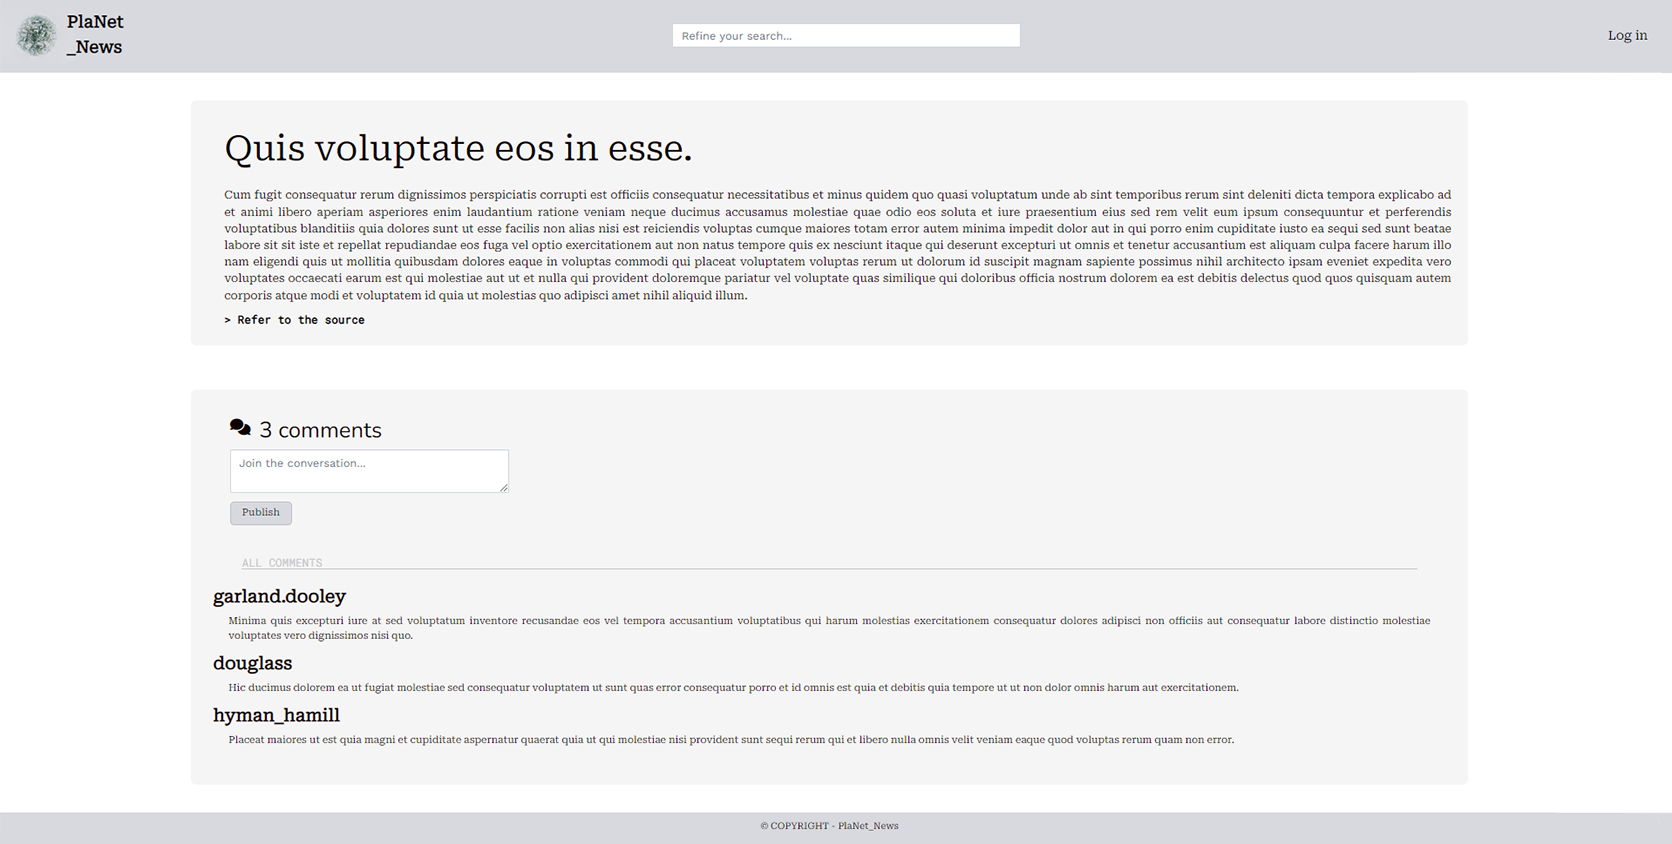 PlaNet
_News
Refine your search...
Log in
Quis voluptate eos in esse.
Cum fugit consequatur rerum dignissimos perspiciatis corrupti est officiis consequatur necessitatibus et minus quidem quo quasi voluptatum unde ab sint temporibus rerum sint deleniti dicta tempora explicabo ad
et animi libero aperiam asperiores enim laudantium ratione veniam neque ducimus accusamus molestiae quae odio eos soluta et iure praesentium eius sed rem velit eum ipsum consequuntur et perferendis
voluptatibus blanditiis quia dolores sunt ut esse facilis non alias nisi est reiciendis voluptas cumque maiores totam error autem minima impedit dolor aut in qui porro enim cupiditate iusto ea sequi sed sunt beatae
labore sit sit iste et repellat repudiandae eos fuga vel optio exercitationem aut non natus tempore quis ex nesciunt itaque qui deserunt excepturi ut omnis et tenetur accusantium est aliquam culpa facere harum illo
nam eligendi quis ut mollitia quibusdam dolores eaque in voluptas commodi qui placeat voluptatem voluptas rerum ut dolorum id suscipit magnam sapiente possimus nihil architecto ipsam eveniet expedita vero
voluptates occaecati earum est qui molestiae aut ut et nulla qui provident doloremque pariatur vel voluptate quas similique qui doloribus officia nostrum dolorem ea est debitis delectus quod quos quisquam autem
corporis atque modi et voluptatem id quia ut molestias quo adipisci amet nihil aliquid illum.
> Refer to the source
3 comments
Join the conversation...
Publish
ALL COMMENTS
garland.dooley
Minima quis excepturi iure at sed voluptatum inventore recusandae eos vel tempora accusantium voluptatibus qui harum molestias exercitationem consequatur dolores adipisci non officiis aut consequatur labore distinctio molestiae
voluptates vero dignissimos nisi quo.
douglass
Hic ducimus dolorem ea ut fugiat molestiae sed consequatur voluptatem ut sunt quas error consequatur porro et id omnis est quia et debitis quia tempore ut ut non dolor omnis harum aut exercitationem.
hyman_hamill
Placeat maiores ut est quia magni et cupiditate aspernatur quaerat quia ut qui molestiae nisi provident sunt sequi rerum qui et libero nulla omnis velit veniam eaque quod voluptas rerum quam non error.
© COPYRIGHT - PlaNet_News